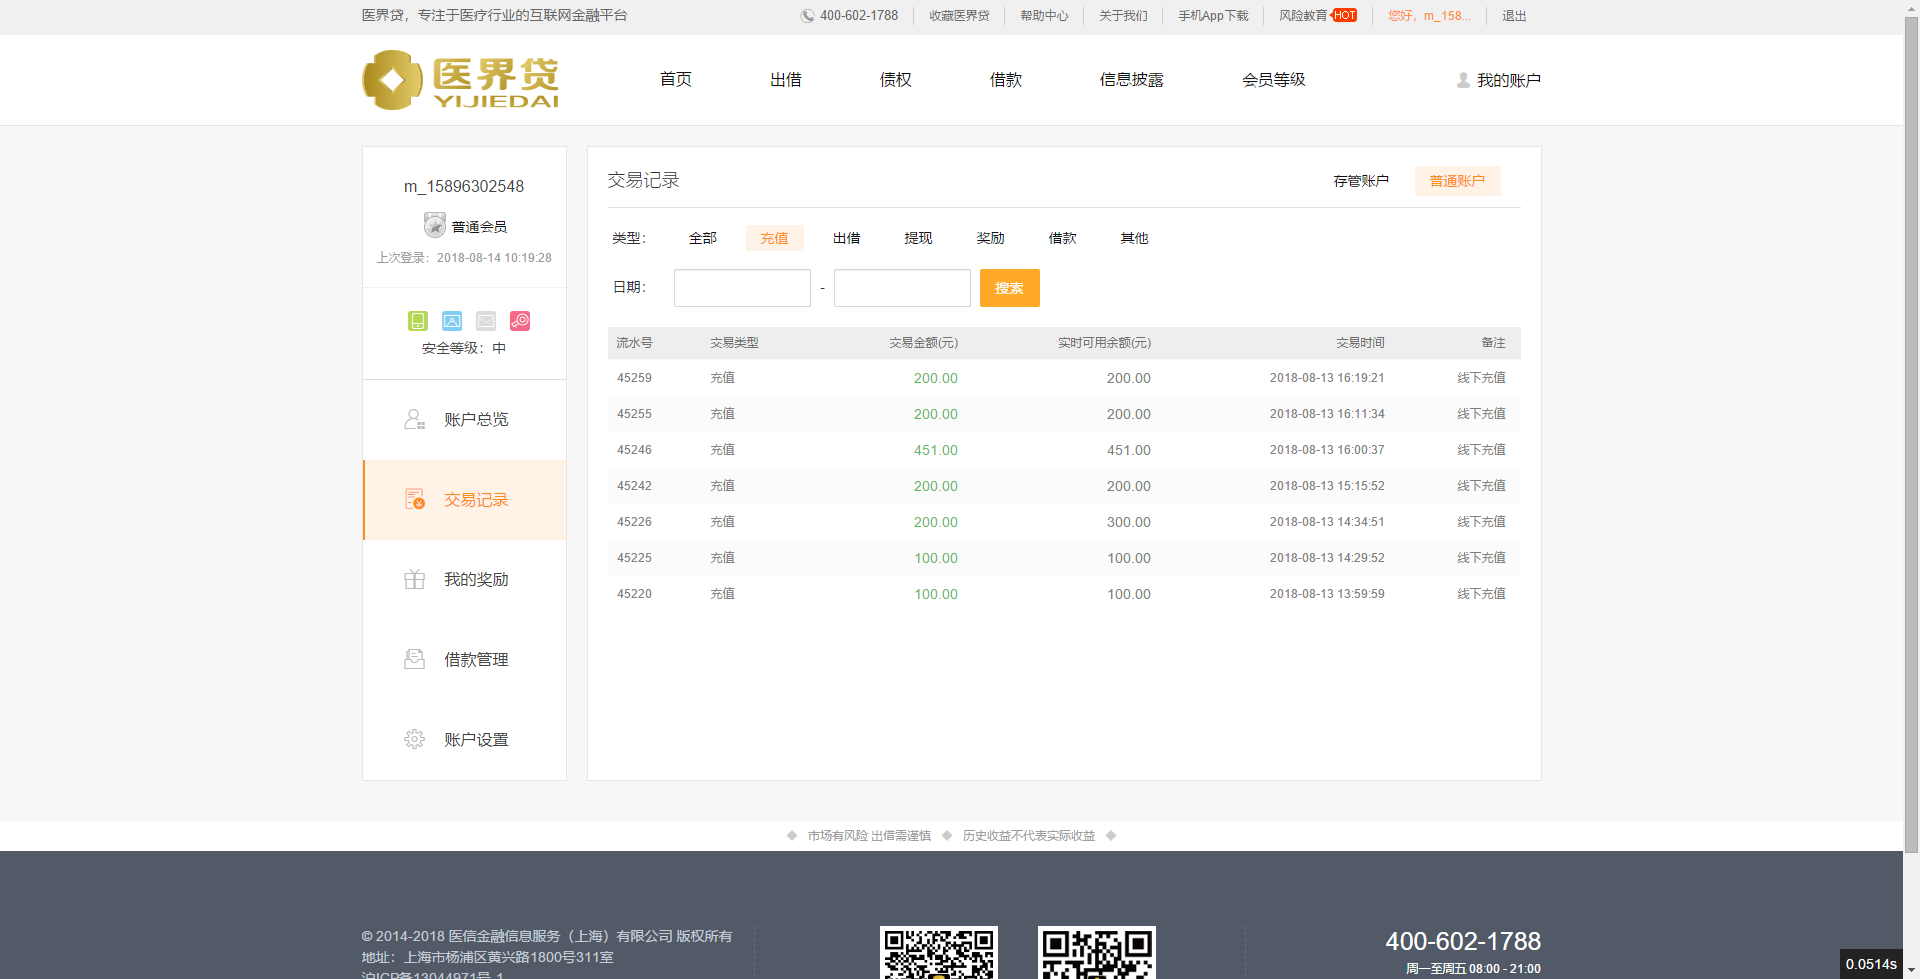 医界贷，专注于医疗行业的互联网金融平台
400-602-1788 收藏医界贷 帮助中心 关于我们 手机App下载 风险教育 HOT 您好，m_158... 退出
医界贷
YIJIEDAI
首页 出借 债权 借款 信息披露 会员等级 我的账户
m_15896302548
普通会员
上次登录：2018-08-14 10:19:28
安全等级：中
账户总览
交易记录
我的奖励
借款管理
账户设置
交易记录 存管账户 普通账户
类型： 全部 充值 出借 提现 奖励 借款 其他
日期： - 搜索
流水号 交易类型 交易金额(元) 实时可用余额(元) 交易时间 备注
45259 充值 200.00 200.00 2018-08-13 16:19:21 线下充值
45255 充值 200.00 200.00 2018-08-13 16:11:34 线下充值
45246 充值 451.00 451.00 2018-08-13 16:00:37 线下充值
45242 充值 200.00 200.00 2018-08-13 15:15:52 线下充值
45226 充值 200.00 300.00 2018-08-13 14:34:51 线下充值
45225 充值 100.00 100.00 2018-08-13 14:29:52 线下充值
45220 充值 100.00 100.00 2018-08-13 13:59:59 线下充值
◆ 市场有风险 出借需谨慎 ◆ 历史收益不代表实际收益 ◆
© 2014-2018 医信金融信息服务（上海）有限公司 版权所有
地址：上海市杨浦区黄兴路1800号311室
沪ICP备13044971号-1
400-602-1788
周一至周五 08:00 - 21:00
0.0514s